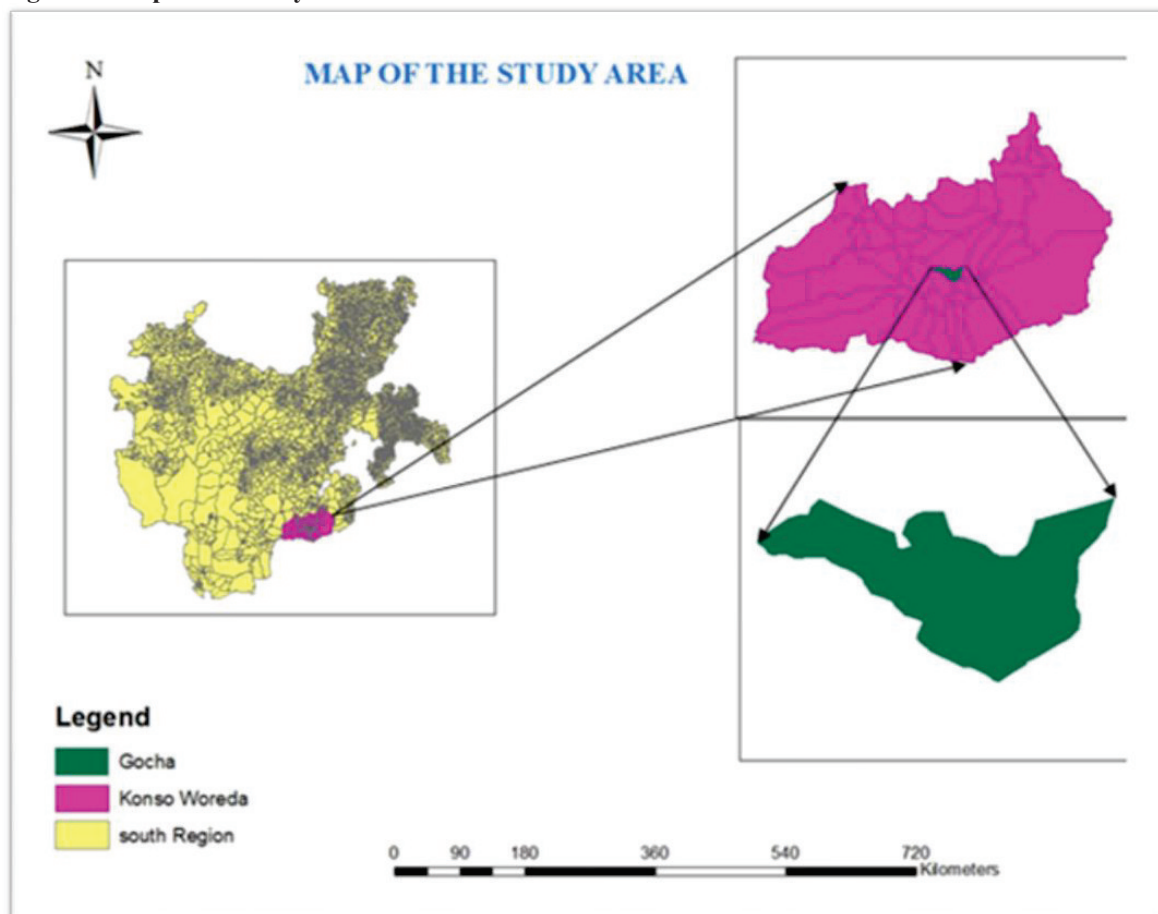 MAP OF THE STUDY AREA
N
Legend
Gocha
Konso Woreda
south Region
0 90 180 360 540 720
Kilometers